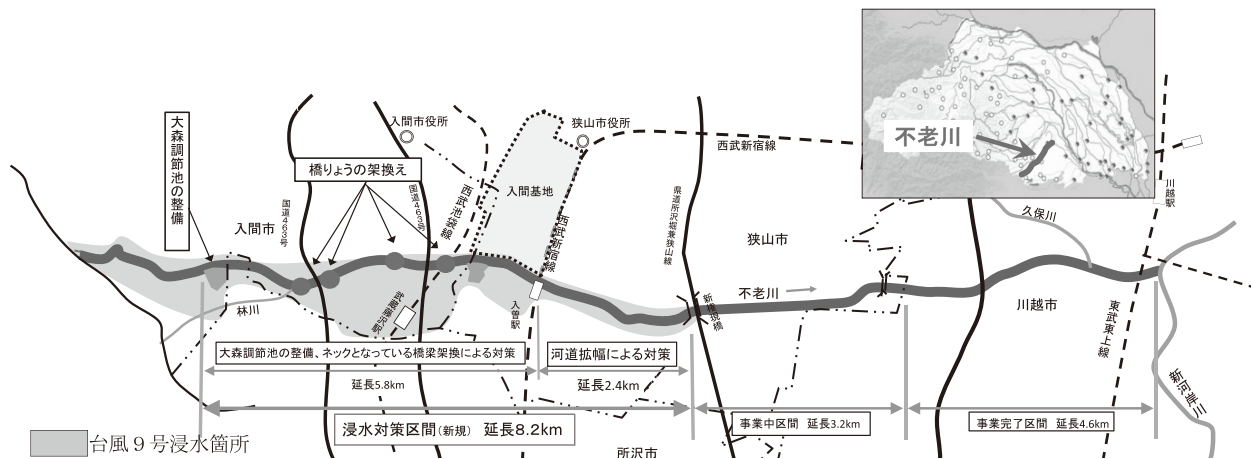 不老川
大森調節池の整備
入間市役所
狭山市役所
西武新宿線
橋りょうの架換え
国道463号
国道463号
西武池袋線
入間基地
西武新宿線
県道所沢堀兼狭山線
川越駅
久保川
入間市
狭山市
不老川
新権現橋
川越市
東武東上線
新河岸川
林川
武蔵藤沢駅
入曽駅
大森調節池の整備、ネックとなっている橋梁架換による対策
河道拡幅による対策
延長5.8km
延長2.4km
浸水対策区間(新規) 延長8.2km
事業中区間 延長3.2km
事業完了区間 延長4.6km
台風9号浸水箇所
所沢市